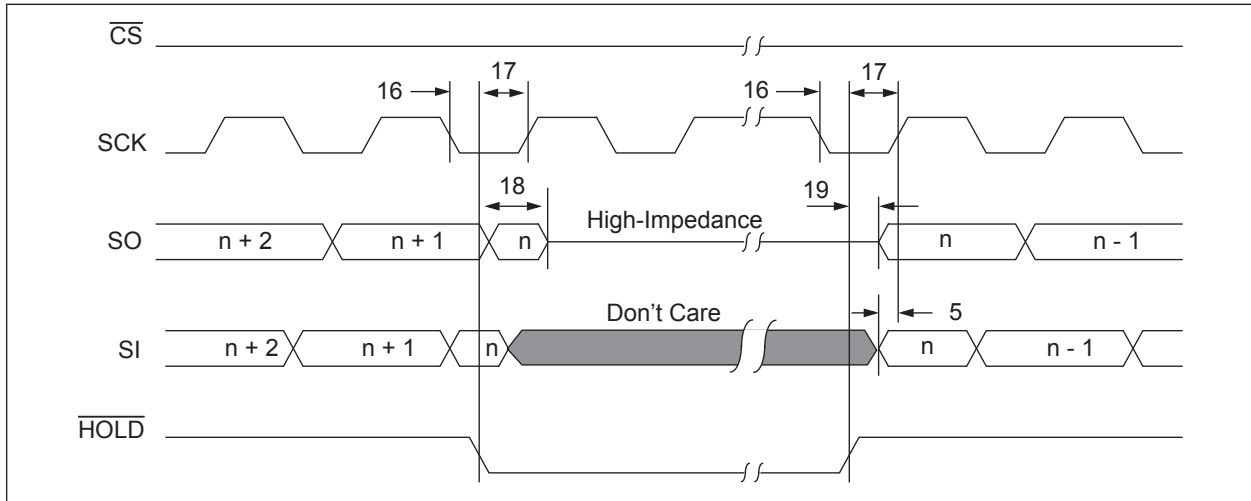 CS
16 17 16 17
SCK
18 19
High-Impedance
SO n + 2 n + 1 n n n - 1
Don't Care 5
SI n + 2 n + 1 n n n - 1
HOLD